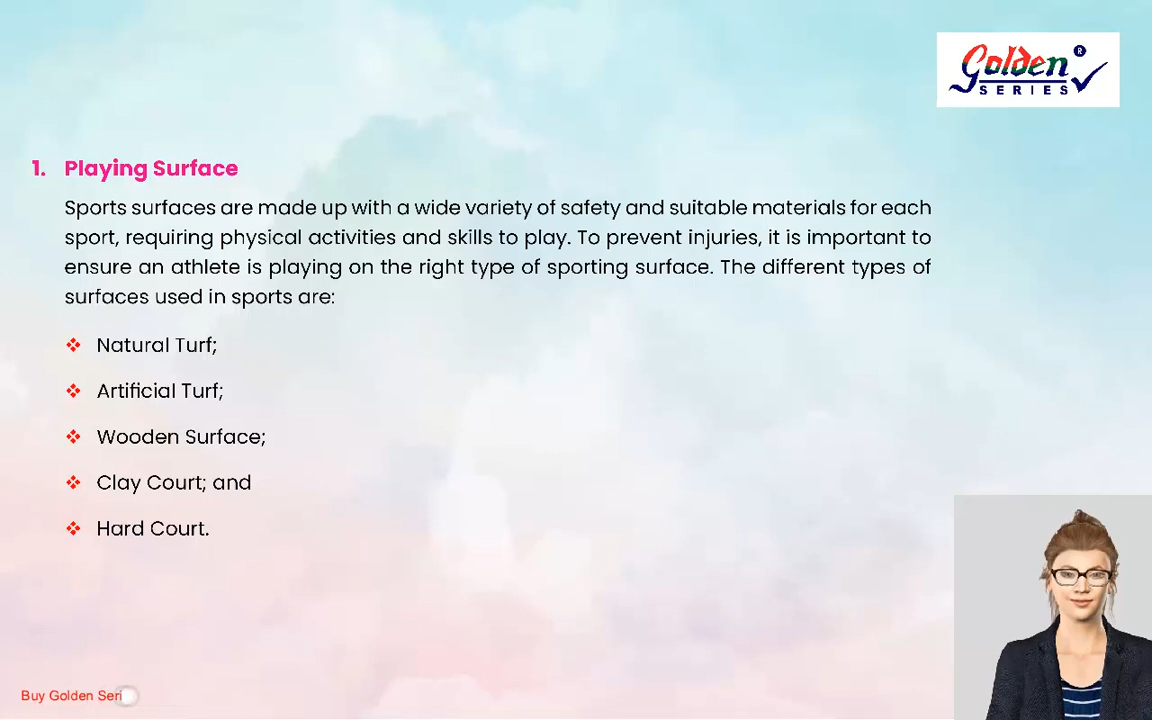 Golden ®
SERIES
1. Playing Surface
Sports surfaces are made up with a wide variety of safety and suitable materials for each
sport, requiring physical activities and skills to play. To prevent injuries, it is important to
ensure an athlete is playing on the right type of sporting surface. The different types of
surfaces used in sports are:
❖ Natural Turf;
❖ Artificial Turf;
❖ Wooden Surface;
❖ Clay Court; and
❖ Hard Court.
Buy Golden Seri